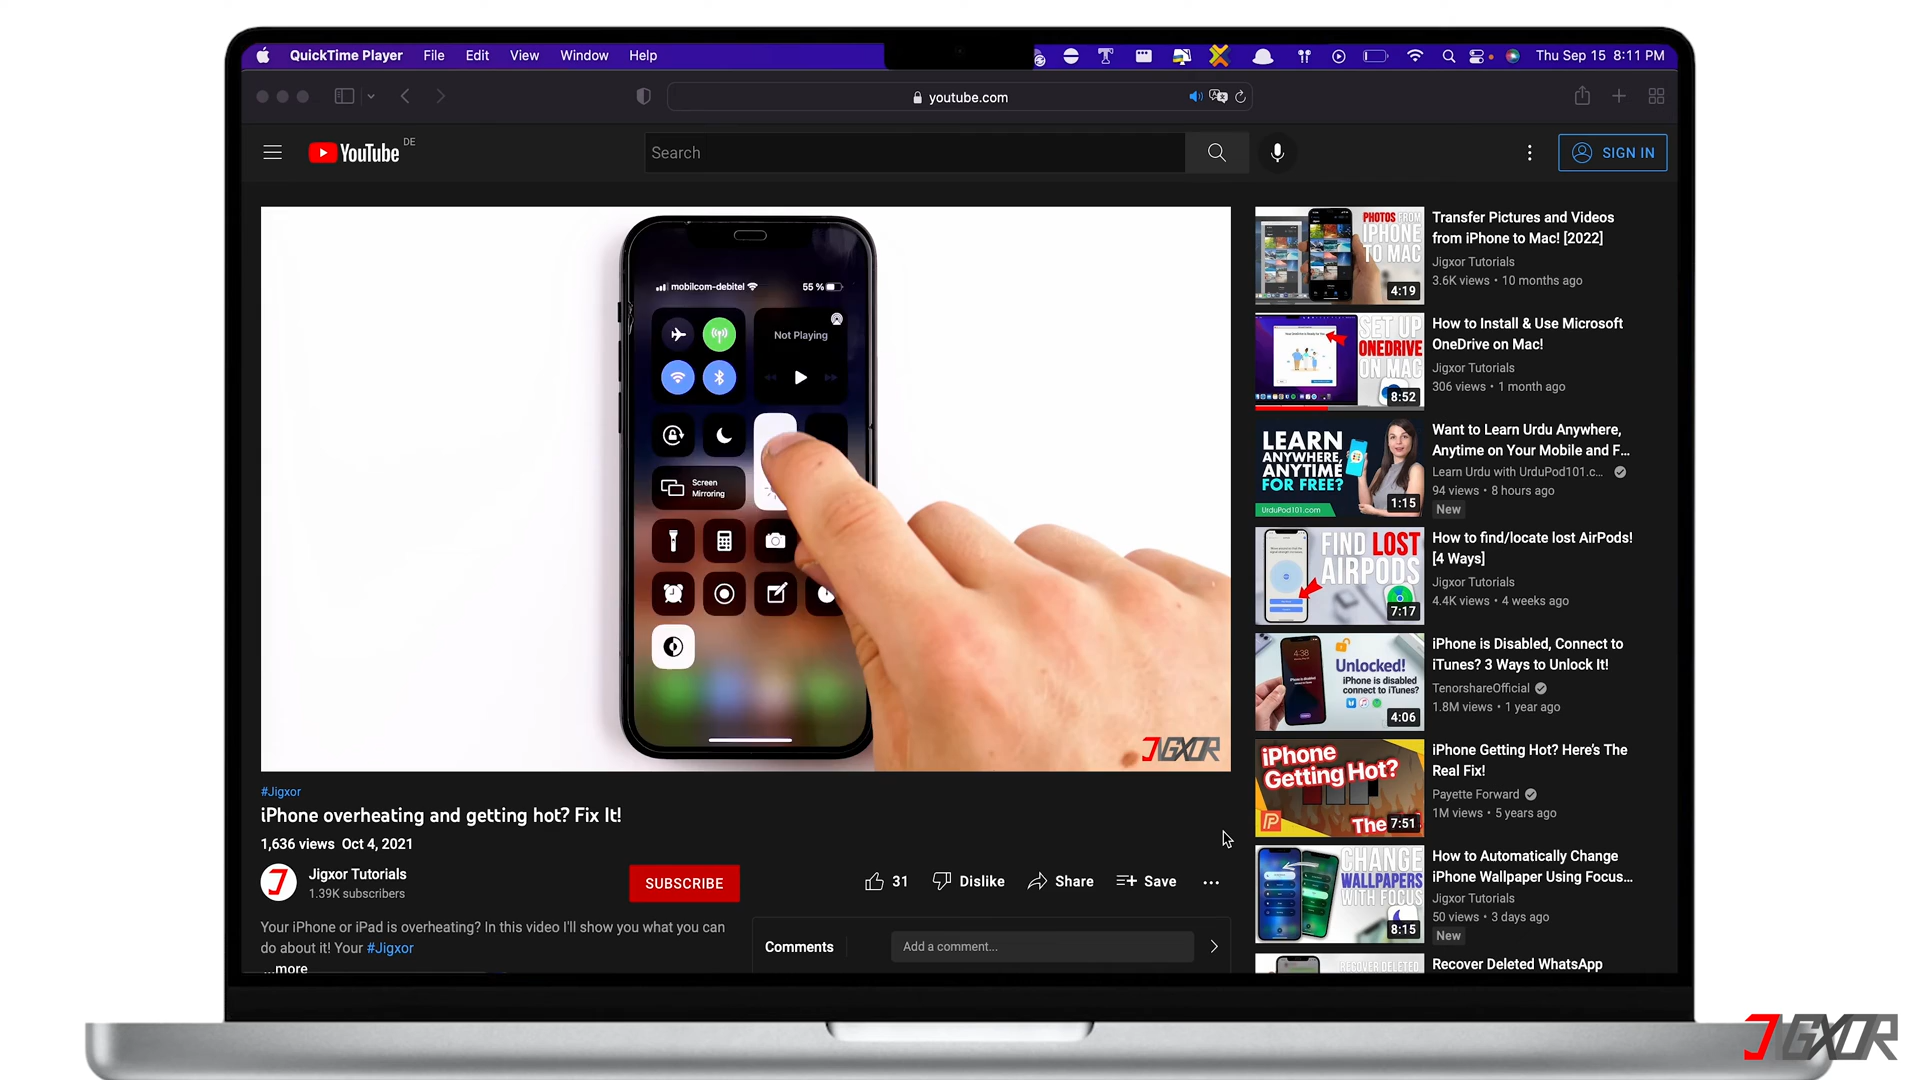 QuickTime Player File Edit View Window Help Thu Sep 15 8:11 PM
youtube.com
YouTube DE Search SIGN IN
mobilcom-debitel 55 %
Not Playing
Screen
Mirroring
JIGXOR
#Jigxor
iPhone overheating and getting hot? Fix It!
1,636 views Oct 4, 2021
Jigxor Tutorials
1.39K subscribers
SUBSCRIBE
31 Dislike Share Save
Your iPhone or iPad is overheating? In this video I'll show you what you can
do about it! Your #Jigxor
...more
Comments Add a comment...
PHOTOS FROM
IPHONE
TO MAC
4:19
Transfer Pictures and Videos
from iPhone to Mac! [2022]
Jigxor Tutorials
3.6K views • 10 months ago
SET UP
ONEDRIVE
ON MAC
8:52
How to Install & Use Microsoft
OneDrive on Mac!
Jigxor Tutorials
306 views • 1 month ago
LEARN
ANYWHERE,
ANYTIME
FOR FREE?
UrduPod101.com
1:15
Want to Learn Urdu Anywhere,
Anytime on Your Mobile and F...
Learn Urdu with UrduPod101.c...
94 views • 8 hours ago
New
FIND LOST
AIRPODS
7:17
How to find/locate lost AirPods!
[4 Ways]
Jigxor Tutorials
4.4K views • 4 weeks ago
4:38
Unlocked!
iPhone is disabled
connect to iTunes?
4:06
iPhone is Disabled, Connect to
iTunes? 3 Ways to Unlock It!
TenorshareOfficial
1.8M views • 1 year ago
iPhone
Getting Hot?
The
7:51
iPhone Getting Hot? Here's The
Real Fix!
Payette Forward
1M views • 5 years ago
CHANGE
WALLPAPERS
WITH FOCUS
8:15
How to Automatically Change
iPhone Wallpaper Using Focus...
Jigxor Tutorials
50 views • 3 days ago
New
RECOVER DELETED
Recover Deleted WhatsApp
JIGXOR